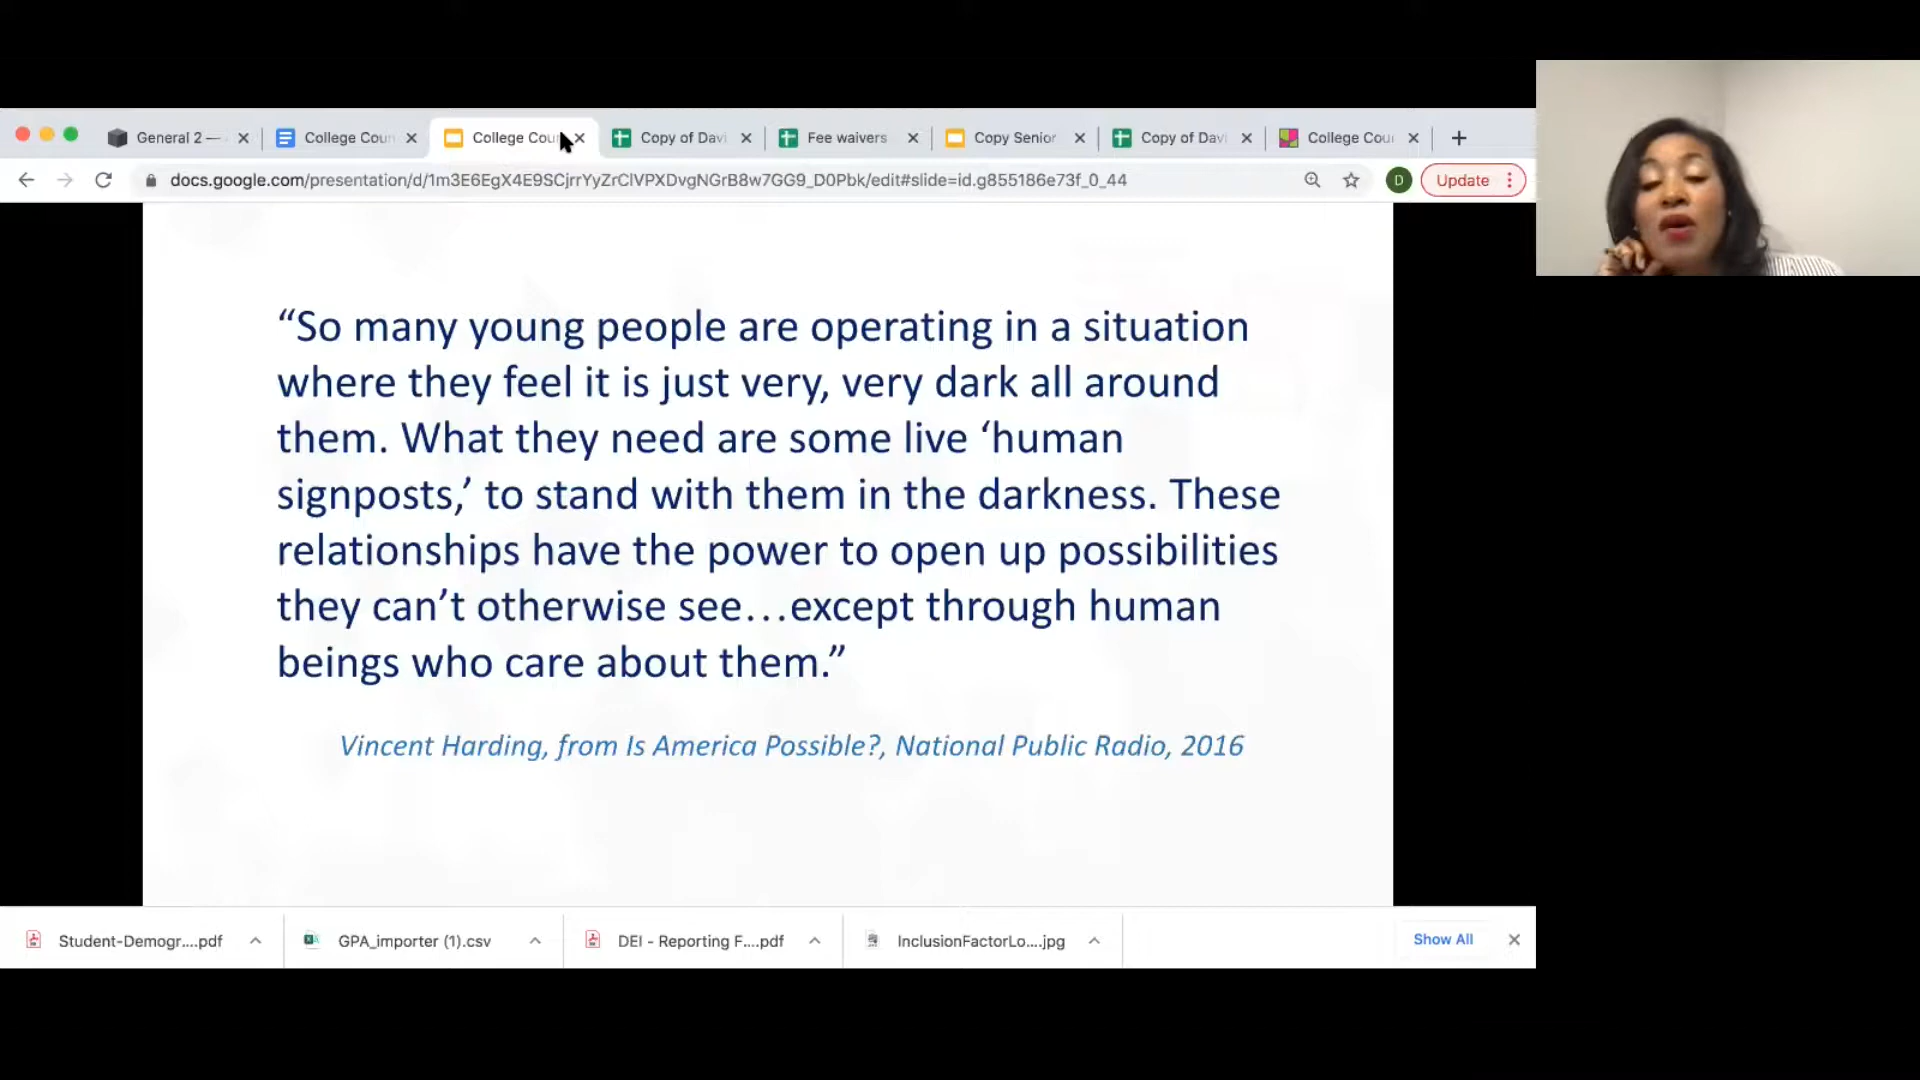 General 2 —
College Coun
College Cou
Copy of Davi
Fee waivers
Copy Senior
Copy of Davi
College Cou
docs.google.com/presentation/d/1m3E6EgX4E9SCjrrYyZrClVPXDvgNGrB8w7GG9_D0Pbk/edit#slide=id.g855186e73f_0_44
D
Update
“So many young people are operating in a situation
where they feel it is just very, very dark all around
them. What they need are some live ‘human
signposts,’ to stand with them in the darkness. These
relationships have the power to open up possibilities
they can’t otherwise see…except through human
beings who care about them.”
Vincent Harding, from Is America Possible?, National Public Radio, 2016
Student-Demogr....pdf
GPA_importer (1).csv
DEI - Reporting F....pdf
InclusionFactorLo....jpg
Show All